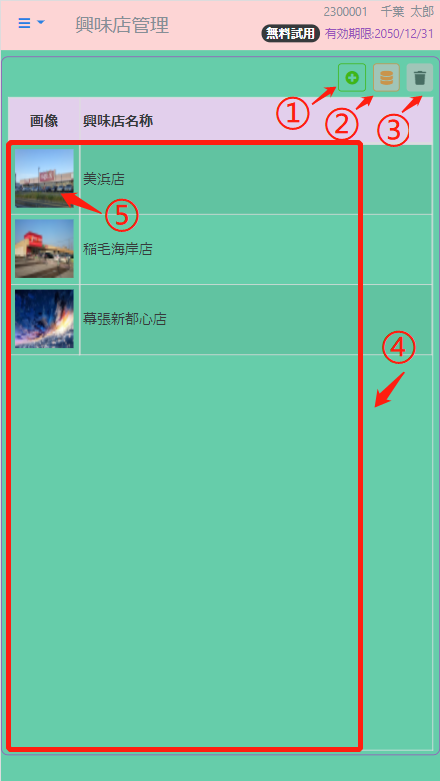 2300001 千葉 太郎
興味店管理
無料試用 有効期限:2050/12/31
① ② ③
画像 興味店名称
美浜店
⑤
稲毛海岸店
幕張新都心店
④